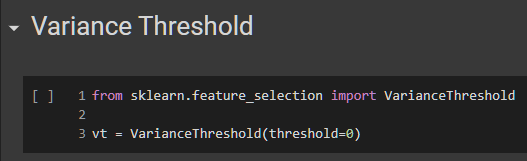 Variance Threshold
[ ] 1 from sklearn.feature_selection import VarianceThreshold
2
3 vt = VarianceThreshold(threshold=0)